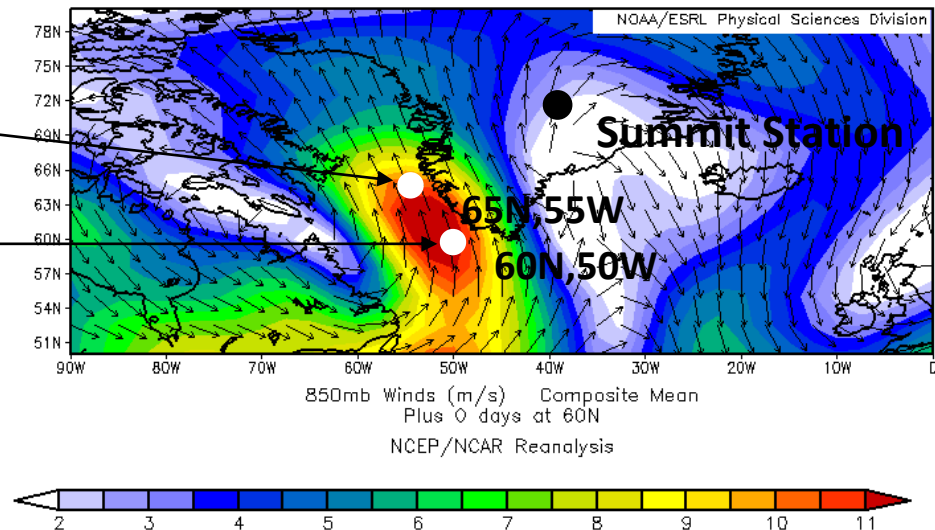 NOAA/ESRL Physical Sciences Division
78N
75N
72N
69N
Summit Station
66N
63N
65N,55W
60N
60N,50W
57N
54N
51N
90W 80W 70W 60W 50W 40W 30W 20W 10W 0
850mb Winds (m/s) Composite Mean
Plus 0 days at 60N
NCEP/NCAR Reanalysis
2 3 4 5 6 7 8 9 10 11